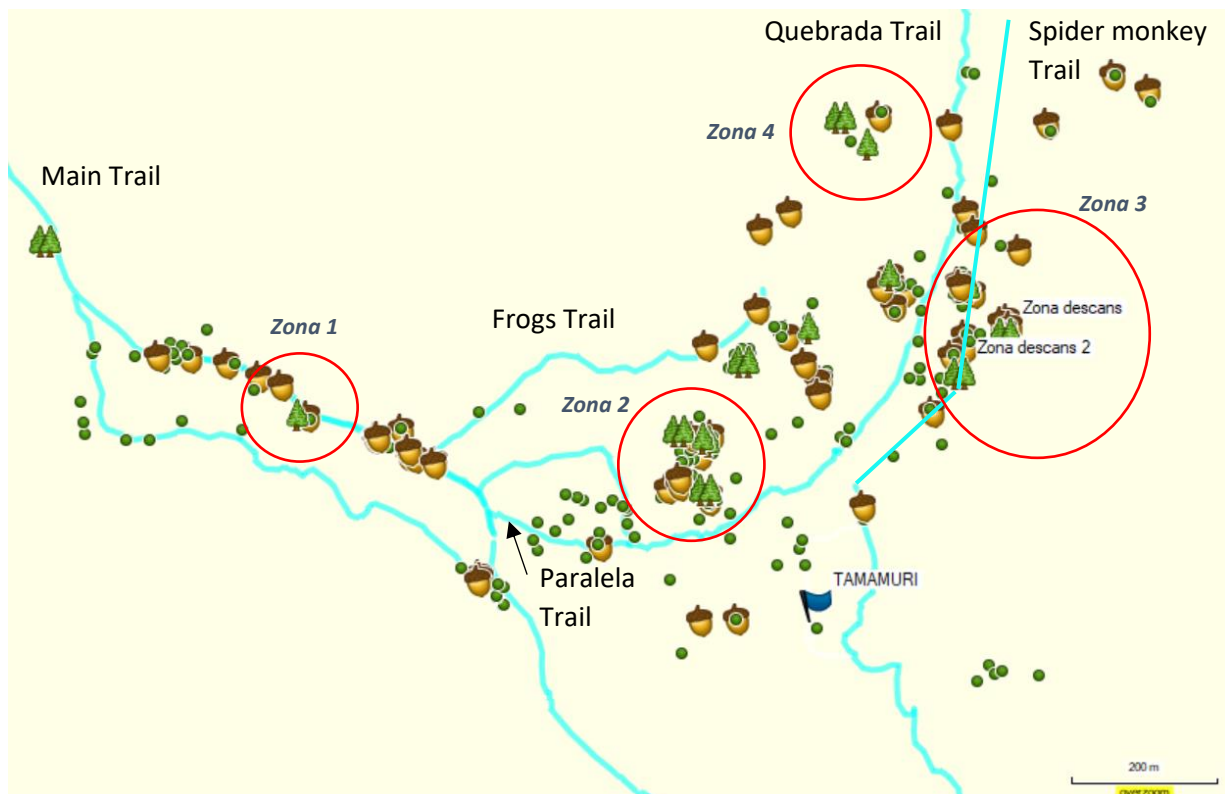 Quebrada Trail
Spider monkey
Trail
Zona 4
Main Trail
Zona 3
Zona 1
Frogs Trail
Zona descans
Zona descans 2
Zona 2
Paralela
Trail
TAMAMURI
200 m
overzoom